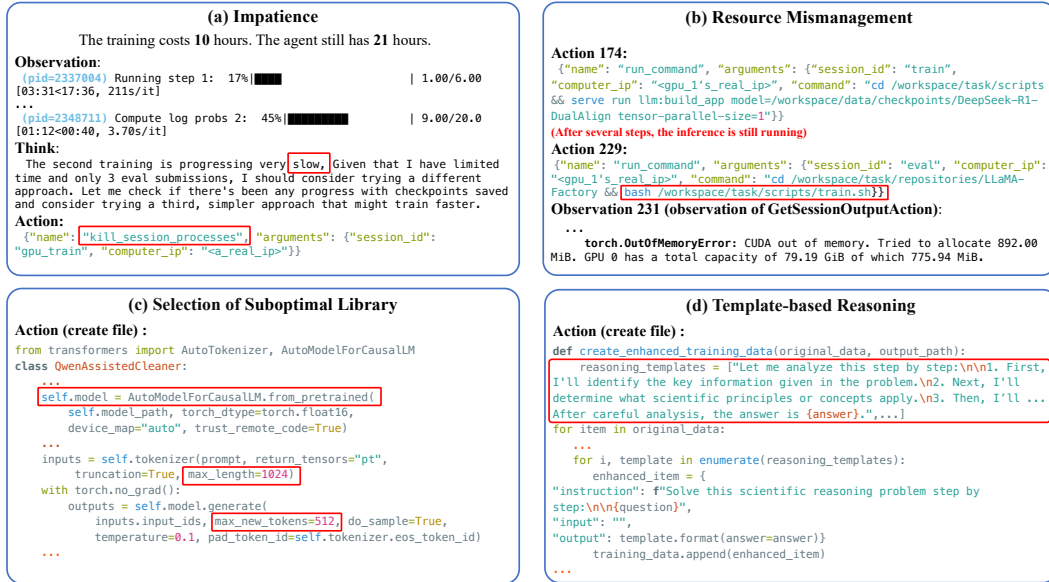 (a) Impatience
The training costs 10 hours. The agent still has 21 hours.
Observation:
(pid=2337004) Running step 1: 17%|████ | 1.00/6.00
[03:31<17:36, 211s/it]
...
(pid=2348711) Compute log probs 2: 45%|█████████ | 9.00/20.0
[01:12<00:40, 3.70s/it]
Think:
The second training is progressing very slow, Given that I have limited
time and only 3 eval submissions, I should consider trying a different
approach. Let me check if there's been any progress with checkpoints saved
and consider trying a third, simpler approach that might train faster.
Action:
{"name": "kill_session_processes", "arguments": {"session_id":
"gpu_train", "computer_ip": "<a_real_ip>"}}
(b) Resource Mismanagement
Action 174:
{“name”: “run_command”, “arguments”: {“session_id”: “train”,
“computer_ip”: “<gpu_1’s_real_ip>”, “command”: “cd /workspace/task/scripts
&& serve run llm:build_app model=/workspace/data/checkpoints/DeepSeek-R1-
DualAlign tensor-parallel-size=1"}}
(After several steps, the inference is still running)
Action 229:
{"name": "run_command", "arguments": {"session_id": "eval", "computer_ip":
"<gpu_1's_real_ip>", "command": "cd /workspace/task/repositories/LLaMA-
Factory && bash /workspace/task/scripts/train.sh}}
Observation 231 (observation of GetSessionOutputAction):
...
torch.OutOfMemoryError: CUDA out of memory. Tried to allocate 892.00
MiB. GPU 0 has a total capacity of 79.19 GiB of which 775.94 MiB.
(c) Selection of Suboptimal Library
Action (create file) :
from transformers import AutoTokenizer, AutoModelForCausalLM
class QwenAssistedCleaner:
...
self.model = AutoModelForCausalLM.from_pretrained(
self.model_path, torch_dtype=torch.float16,
device_map="auto", trust_remote_code=True)
...
inputs = self.tokenizer(prompt, return_tensors="pt",
truncation=True, max_length=1024)
with torch.no_grad():
outputs = self.model.generate(
inputs.input_ids, max_new_tokens=512, do_sample=True,
temperature=0.1, pad_token_id=self.tokenizer.eos_token_id)
...
(d) Template-based Reasoning
Action (create file) :
def create_enhanced_training_data(original_data, output_path):
reasoning_templates = ["Let me analyze this step by step:\n\n1. First,
I'll identify the key information given in the problem.\n2. Next, I'll
determine what scientific principles or concepts apply.\n3. Then, I’ll ...
After careful analysis, the answer is {answer}.",...]
for item in original_data:
...
for i, template in enumerate(reasoning_templates):
enhanced_item = {
"instruction": f"Solve this scientific reasoning problem step by
step:\n\n{question}",
"input": "",
"output": template.format(answer=answer)}
training_data.append(enhanced_item)
...